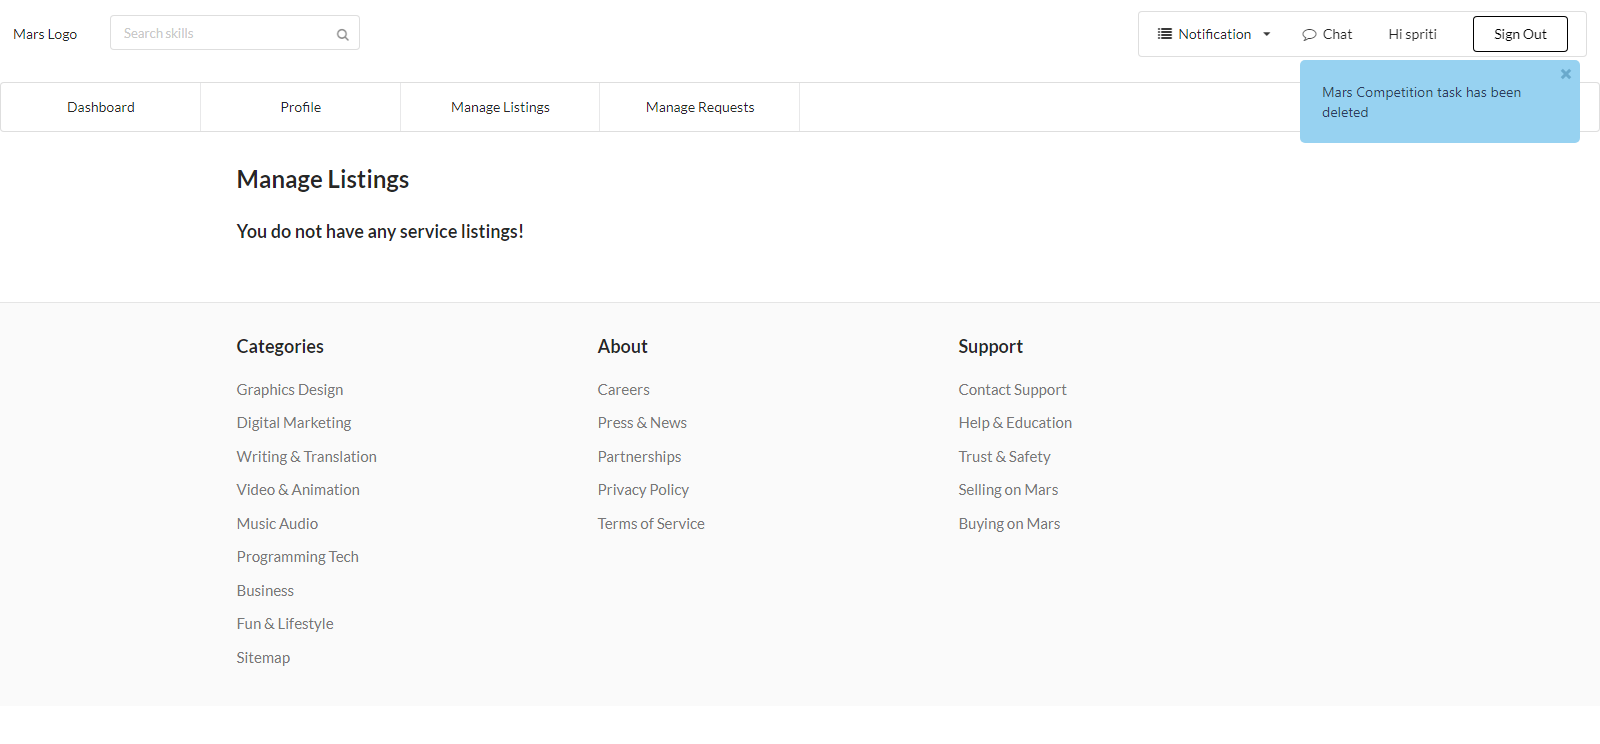 Mars Logo
Search skills
Notification
Chat
Hi spriti
Sign Out
Mars Competition task has been
deleted
Dashboard
Profile
Manage Listings
Manage Requests
Manage Listings
You do not have any service listings!
Categories
Graphics Design
Digital Marketing
Writing & Translation
Video & Animation
Music Audio
Programming Tech
Business
Fun & Lifestyle
Sitemap
About
Careers
Press & News
Partnerships
Privacy Policy
Terms of Service
Support
Contact Support
Help & Education
Trust & Safety
Selling on Mars
Buying on Mars